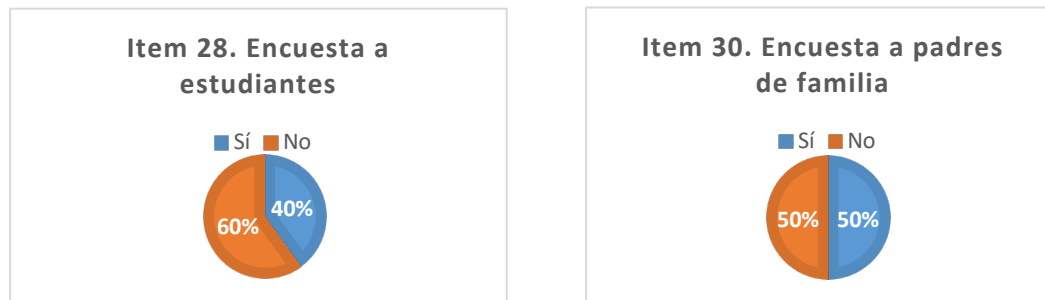 Item 28. Encuesta a
estudiantes
Sí No
40%
60%
Item 30. Encuesta a padres
de familia
Sí No
50% 50%